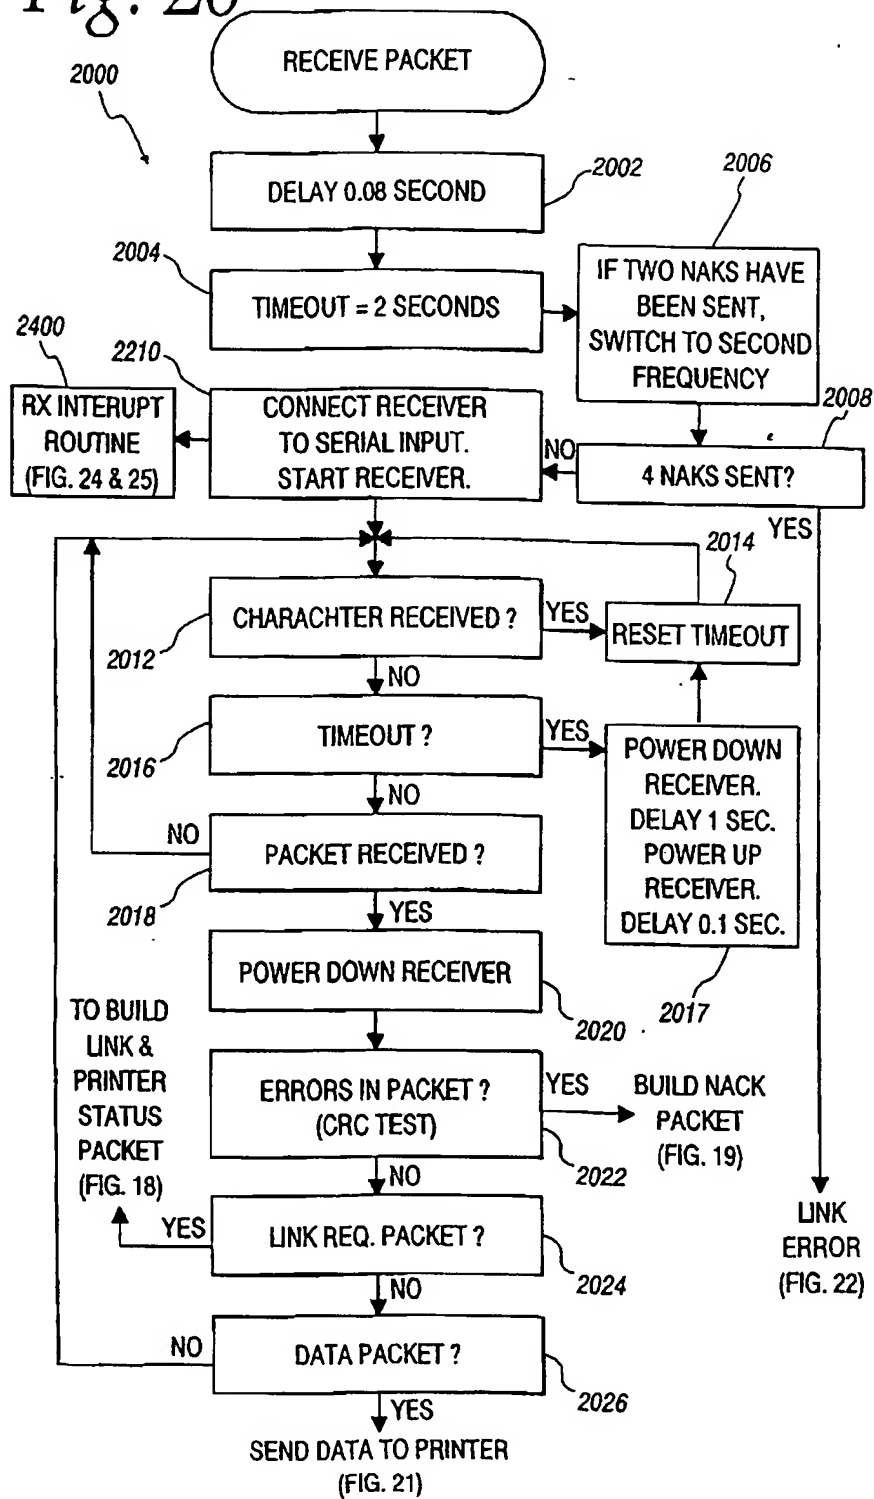 Fig. 20
RECEIVE PACKET
2000
DELAY 0.08 SECOND
2002
2006
2004
TIMEOUT = 2 SECONDS
IF TWO NAKS HAVE
BEEN SENT,
SWITCH TO SECOND
FREQUENCY
2400
2210
2008
RX INTERUPT
ROUTINE
(FIG. 24 & 25)
CONNECT RECEIVER
TO SERIAL INPUT.
START RECEIVER.
NO
4 NAKS SENT?
YES
2014
CHARACHTER RECEIVED ?
YES
RESET TIMEOUT
2012
NO
TIMEOUT ?
YES
2016
POWER DOWN
RECEIVER.
DELAY 1 SEC.
POWER UP
RECEIVER.
DELAY 0.1 SEC.
NO
NO
PACKET RECEIVED ?
2018
YES
POWER DOWN RECEIVER
2020
2017
TO BUILD
LINK &
PRINTER
STATUS
PACKET
(FIG. 18)
ERRORS IN PACKET ?
(CRC TEST)
YES
BUILD NACK
PACKET
(FIG. 19)
2022
NO
YES
LINK REQ. PACKET ?
LINK
ERROR
(FIG. 22)
2024
NO
NO
DATA PACKET ?
2026
YES
SEND DATA TO PRINTER
(FIG. 21)